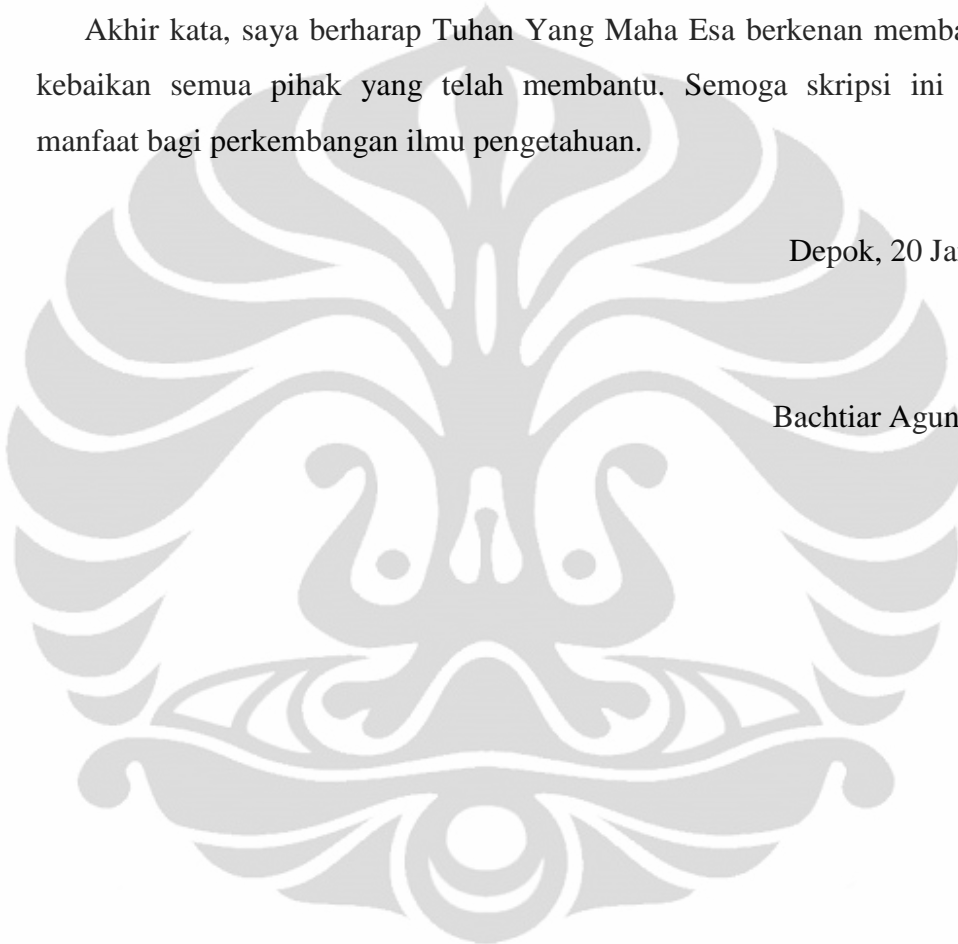 Akhir kata, saya berharap Tuhan Yang Maha Esa berkenan memba
kebaikan semua pihak yang telah membantu. Semoga skripsi ini
manfaat bagi perkembangan ilmu pengetahuan.
Depok, 20 Ja
Bachtiar Agun